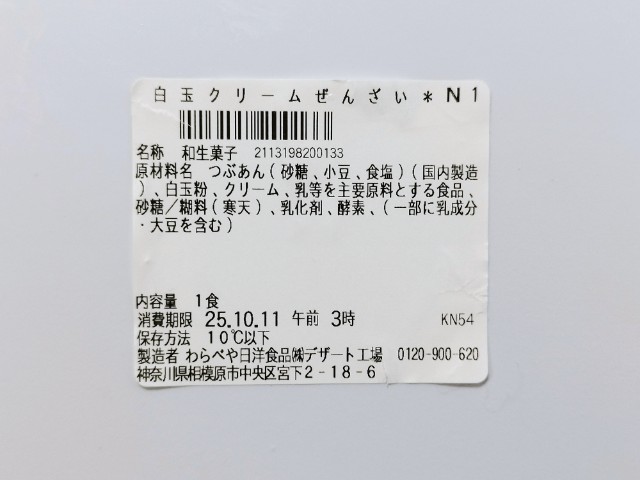 白玉クリームぜんざい*N1
名称 和生菓子 2113198200133
原材料名 つぶあん(砂糖、小豆、食塩)(国内製造
)、白玉粉、クリーム、乳等を主要原料とする食品、
砂糖/糊料(寒天)、乳化剤、酵素、(一部に乳成分
・大豆を含む)
内容量 1食
消費期限 25.10.11 午前 3時 KN54
保存方法 10℃以下
製造者 わらべや日洋食品㈱デザート工場 0120-900-620
神奈川県相模原市中央区宮下2-18-6